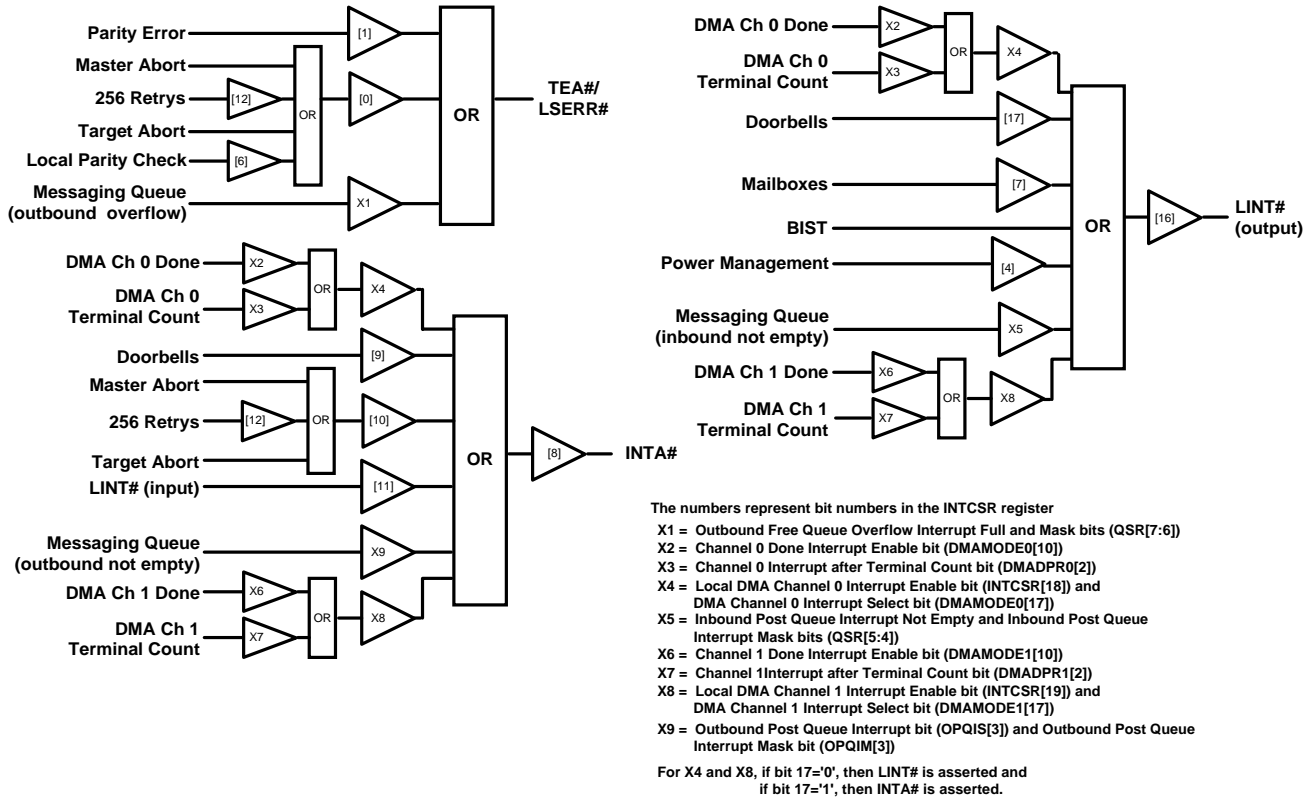 Parity Error
[1]
Master Abort
256 Retrys
[12]
OR
[0]
Target Abort
Local Parity Check
[6]
Messaging Queue
(outbound overflow)
X1
OR
TEA#/
LSERR#
DMA Ch 0 Done
X2
DMA Ch 0
Terminal Count
X3
OR
X4
Doorbells
[9]
Master Abort
256 Retrys
[12]
OR
[10]
Target Abort
LINT# (input)
[11]
Messaging Queue
(outbound not empty)
X9
DMA Ch 1 Done
X6
DMA Ch 1
Terminal Count
X7
OR
X8
OR
[8]
INTA#
DMA Ch 0 Done
X2
DMA Ch 0
Terminal Count
X3
OR
X4
Doorbells
[17]
Mailboxes
[7]
BIST
Power Management
[4]
Messaging Queue
(inbound not empty)
X5
DMA Ch 1 Done
X6
DMA Ch 1
Terminal Count
X7
OR
X8
OR
[16]
LINT#
(output)
The numbers represent bit numbers in the INTCSR register
X1 = Outbound Free Queue Overflow Interrupt Full and Mask bits (QSR[7:6])
X2 = Channel 0 Done Interrupt Enable bit (DMAMODE0[10])
X3 = Channel 0 Interrupt after Terminal Count bit (DMADPR0[2])
X4 = Local DMA Channel 0 Interrupt Enable bit (INTCSR[18]) and
DMA Channel 0 Interrupt Select bit (DMAMODE0[17])
X5 = Inbound Post Queue Interrupt Not Empty and Inbound Post Queue
Interrupt Mask bits (QSR[5:4])
X6 = Channel 1 Done Interrupt Enable bit (DMAMODE1[10])
X7 = Channel 1Interrupt after Terminal Count bit (DMADPR1[2])
X8 = Local DMA Channel 1 Interrupt Enable bit (INTCSR[19]) and
DMA Channel 1 Interrupt Select bit (DMAMODE1[17])
X9 = Outbound Post Queue Interrupt bit (OPQIS[3]) and Outbound Post Queue
Interrupt Mask bit (OPQIM[3])
For X4 and X8, if bit 17='0', then LINT# is asserted and
if bit 17='1', then INTA# is asserted.